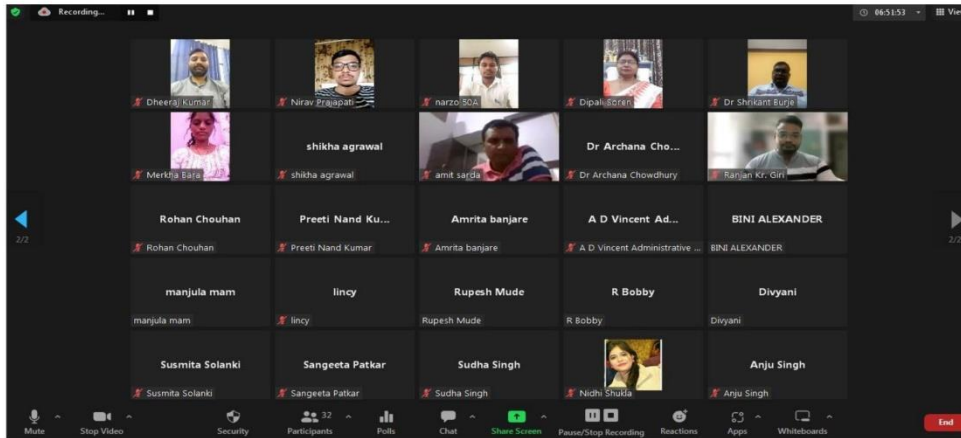 Recording...
06:51:53
View
Dheeraj Kumar
Nirav Prajapati
narzo 50A
Dipali Soren
Dr Shrikant Burje
shikha agrawal
Dr Archana Cho...
Merkha Bara
shikha agrawal
amit sarda
Dr Archana Chowdhury
Ranjan Kr. Giri
Rohan Chouhan
Preeti Nand Ku...
Amrita banjare
A D Vincent Ad...
BINI ALEXANDER
2/2
2/2
Rohan Chouhan
Preeti Nand Kumar
Amrita banjare
A D Vincent Administrative ...
BINI ALEXANDER
manjula mam
lincy
Rupesh Mude
R Bobby
Divyani
manjula mam
lincy
Rupesh Mude
R Bobby
Divyani
Susmita Solanki
Sangeeta Patkar
Sudha Singh
Anju Singh
Susmita Solanki
Sangeeta Patkar
Sudha Singh
Nidhi Shukla
Anju Singh
32
Mute
Stop Video
Security
Participants
Polls
Chat
Share Screen
Pause/Stop Recording
Reactions
Apps
Whiteboards
End